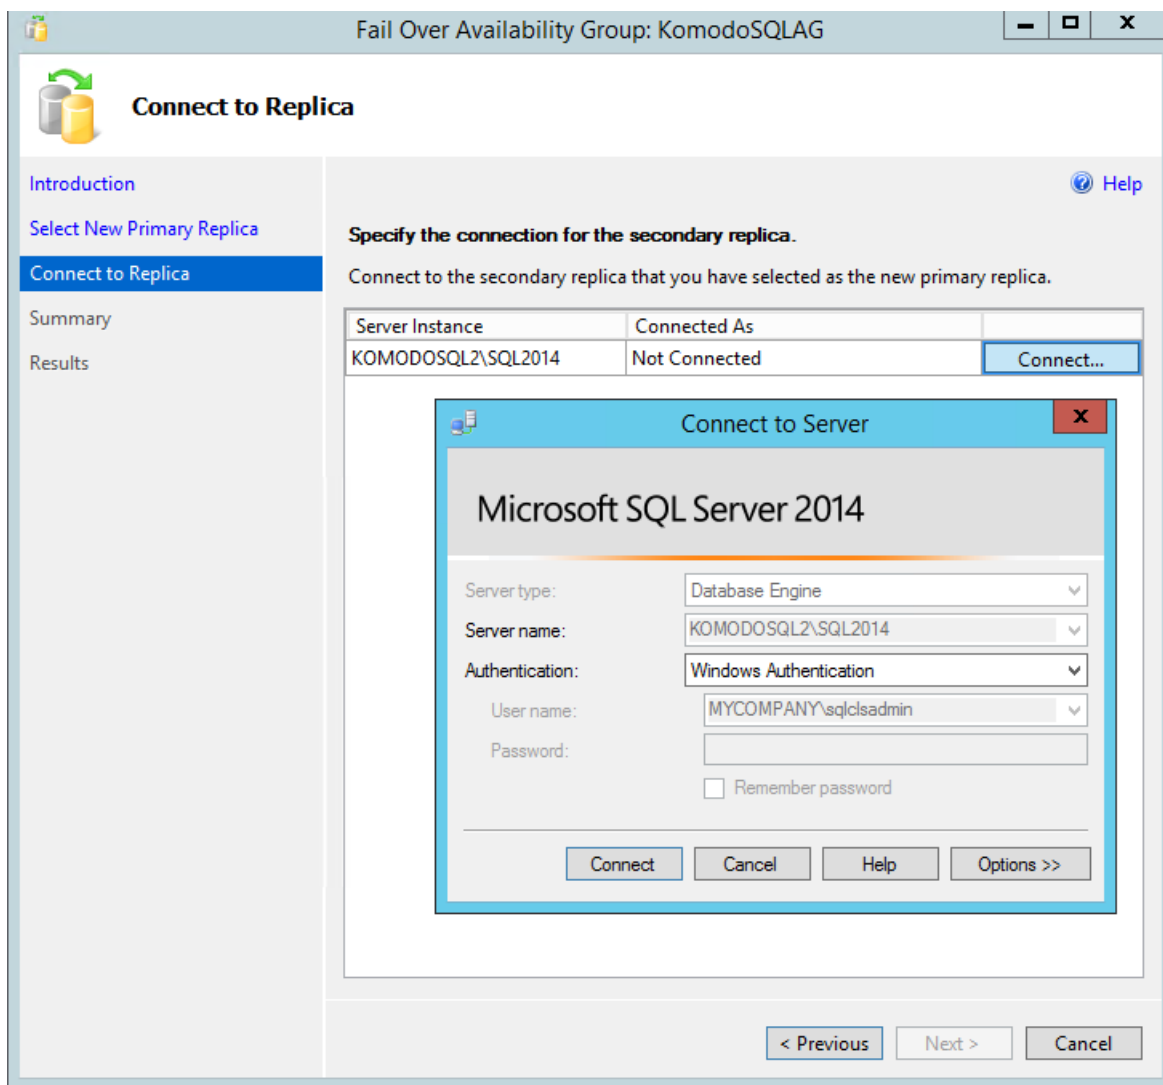 Fail Over Availability Group: KomodoSQLAG
Connect to Replica
Introduction
Select New Primary Replica
Connect to Replica
Summary
Results
Help
Specify the connection for the secondary replica.
Connect to the secondary replica that you have selected as the new primary replica.
Server Instance Connected As
KOMODOSQL2\SQL2014 Not Connected Connect...
Connect to Server
Microsoft SQL Server 2014
Server type: Database Engine
Server name: KOMODOSQL2\SQL2014
Authentication: Windows Authentication
User name: MYCOMPANY\sqlclsadmin
Password:
Remember password
Connect Cancel Help Options >>
< Previous Next > Cancel